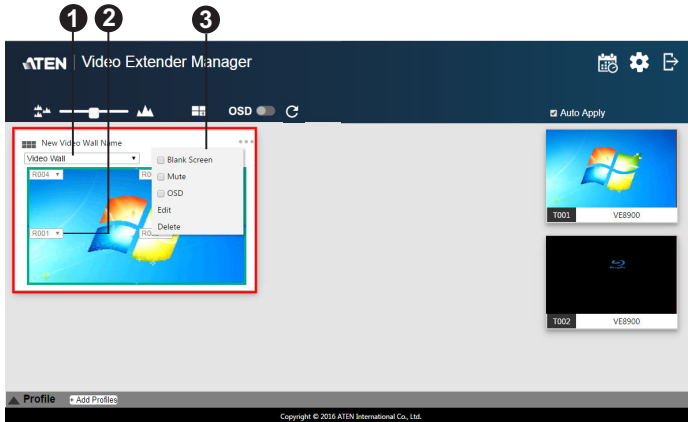 1 2 3
ATEN Video Extender Manager
OSD
Auto Apply
New Video Wall Name
Video Wall
Blank Screen
R004
Mute
OSD
Edit
R001
Delete
T001 VE8900
T002 VE8900
Profile + Add Profiles
Copyright © 2016 ATEN International Co., Ltd.